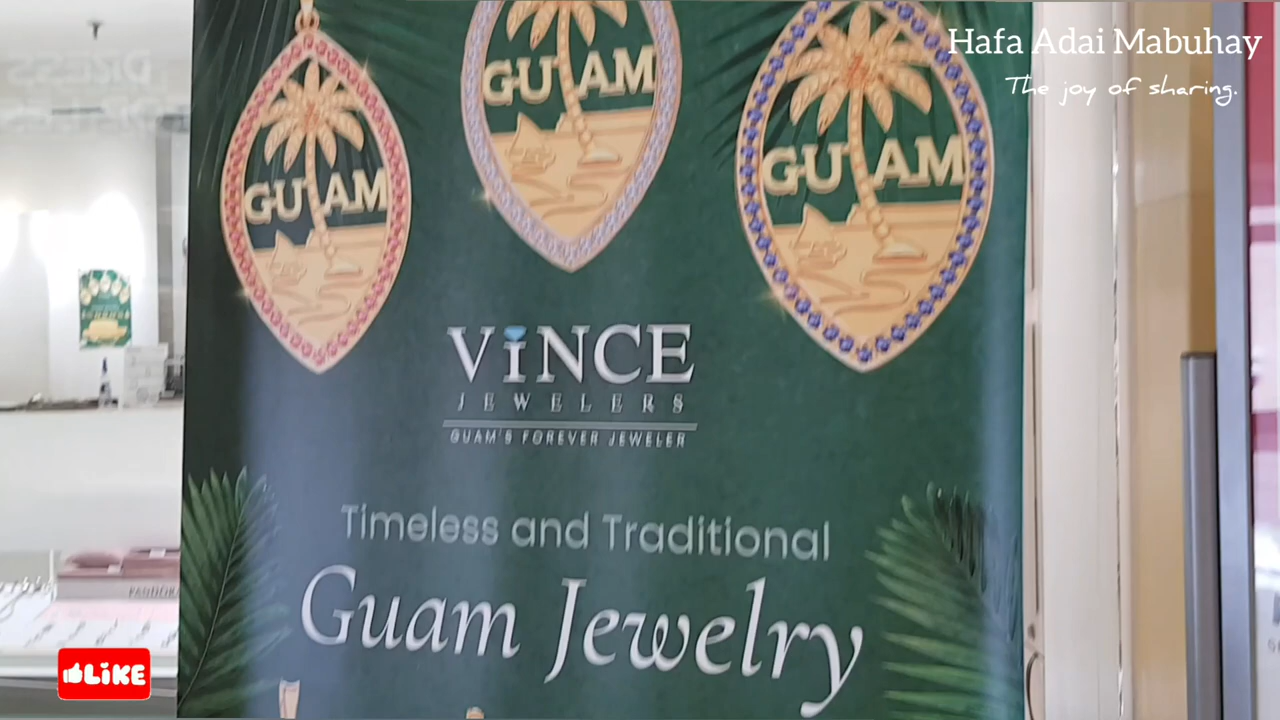 Hafa Adai Mabuhay
The joy of sharing.
GUAM
GUAM
GUAM
ViNCE
JEWELERS
GUAM'S FOREVER JEWELER
Timeless and Traditional
Guam Jewelry
PANDORA
LiKE